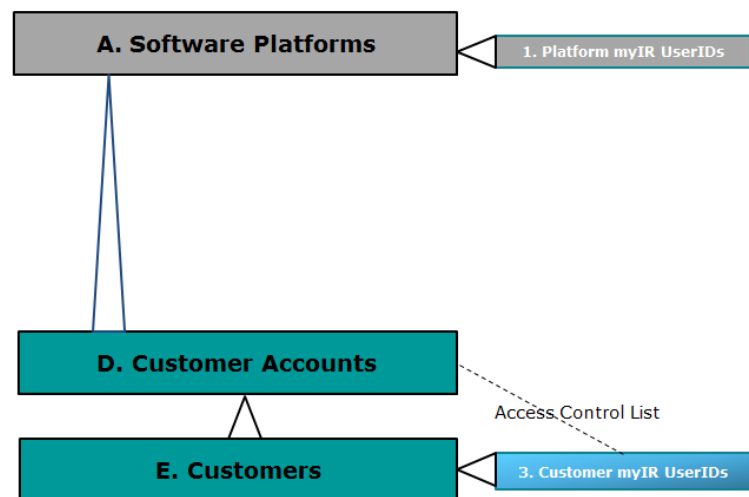 A. Software Platforms
1. Platform myIR UserIDs
D. Customer Accounts
Access Control List
E. Customers
3. Customer myIR UserIDs